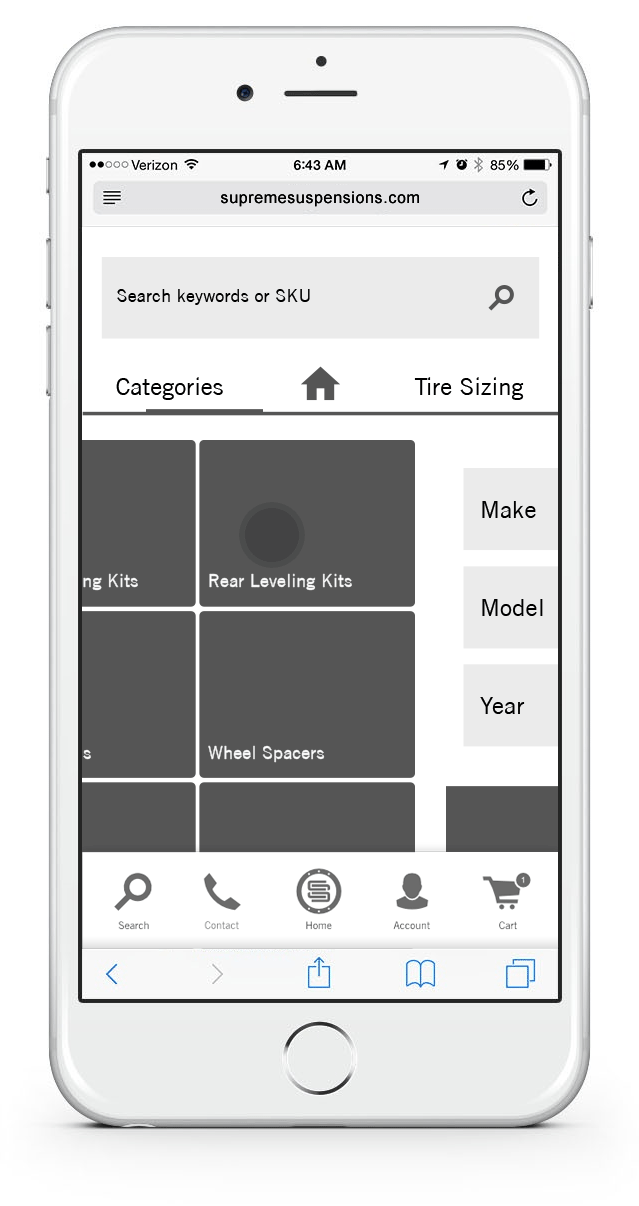 Verizon 6:43 AM 85%
supremesuspensions.com
Search keywords or SKU
Categories Tire Sizing
ng Kits
Rear Leveling Kits
s
Wheel Spacers
Make
Model
Year
1
Search Contact Home Account Cart